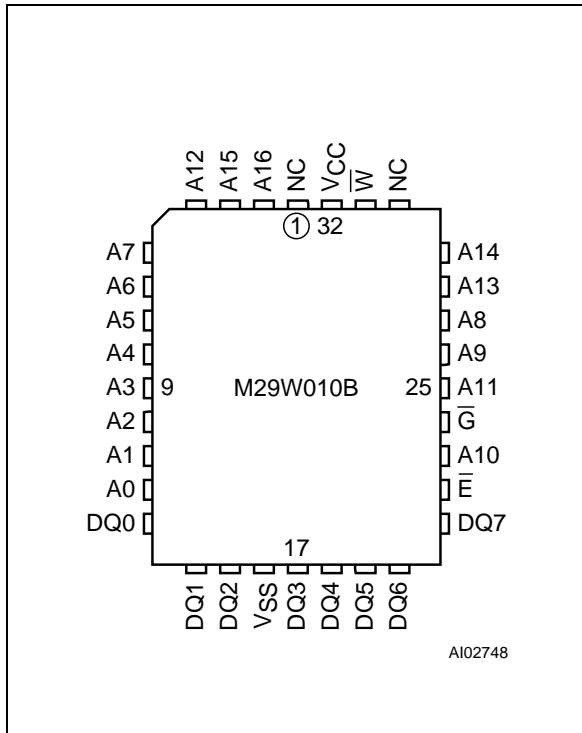 A12 A15 A16 NC VCC W̅ NC
1 32
A7 A14
A6 A13
A5 A8
A4 A9
A3 9 M29W010B 25 A11
A2 G̅
A1 A10
A0 E̅
DQ0 DQ7
17
DQ1 DQ2 VSS DQ3 DQ4 DQ5 DQ6
AI02748